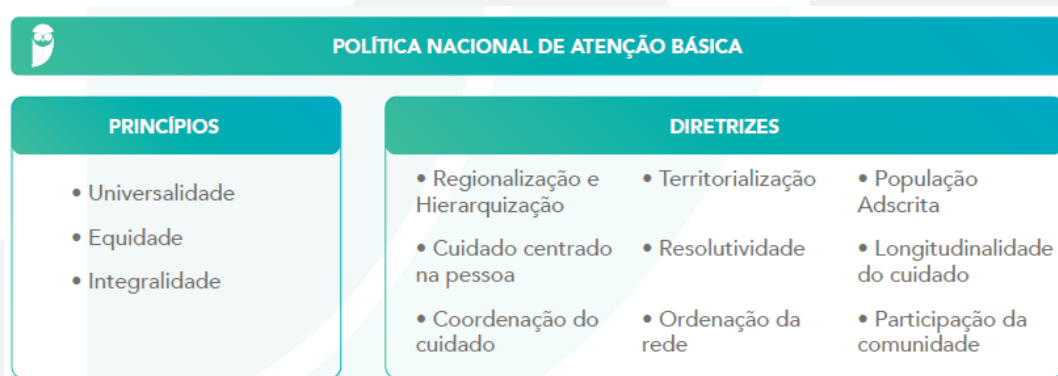 POLÍTICA NACIONAL DE ATENÇÃO BÁSICA
PRINCÍPIOS
• Universalidade
• Equidade
• Integralidade
DIRETRIZES
• Regionalização e
Hierarquização
• Territorialização
• População
Adscrita
• Cuidado centrado
na pessoa
• Resolutividade
• Longitudinalidade
do cuidado
• Coordenação do
cuidado
• Ordenação da
rede
• Participação da
comunidade